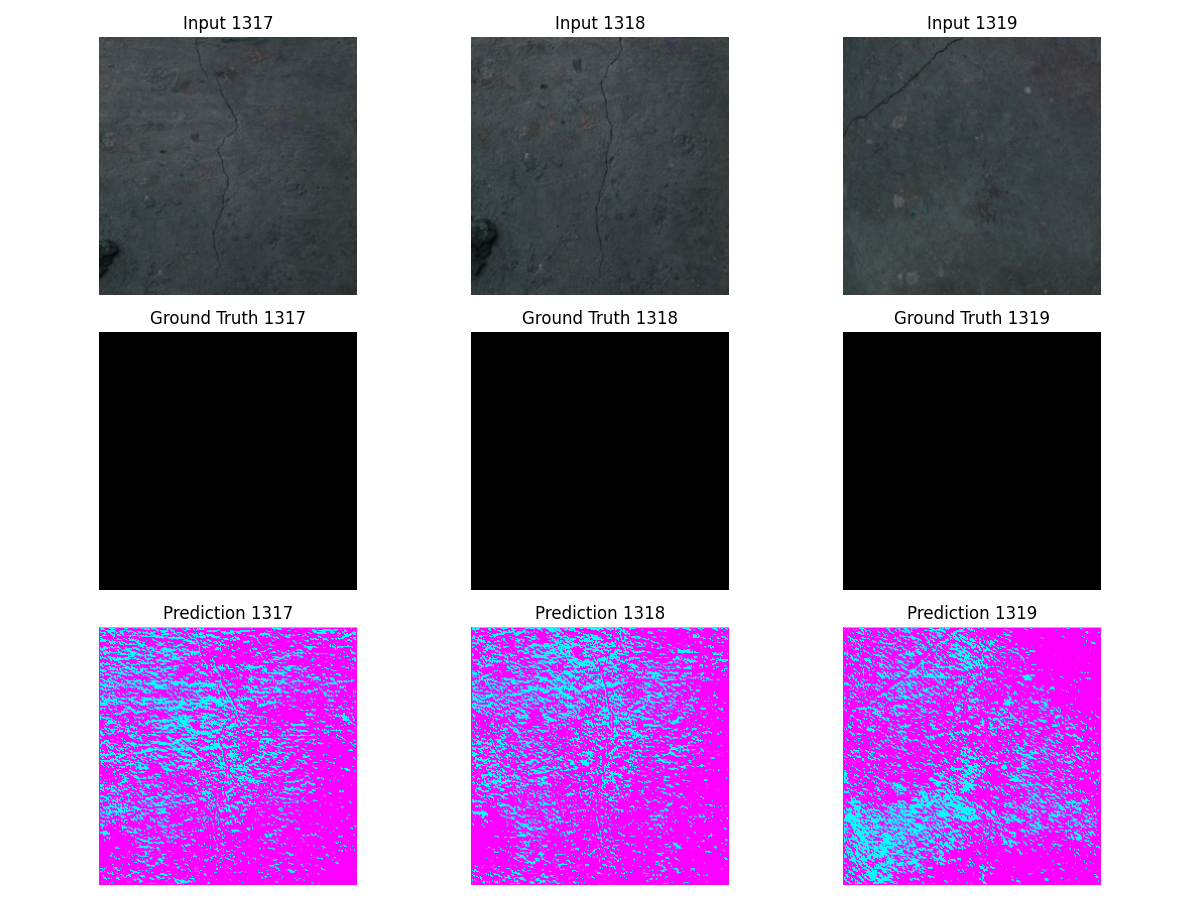 Input 1317
Input 1318
Input 1319
Ground Truth 1317
Ground Truth 1318
Ground Truth 1319
Prediction 1317
Prediction 1318
Prediction 1319